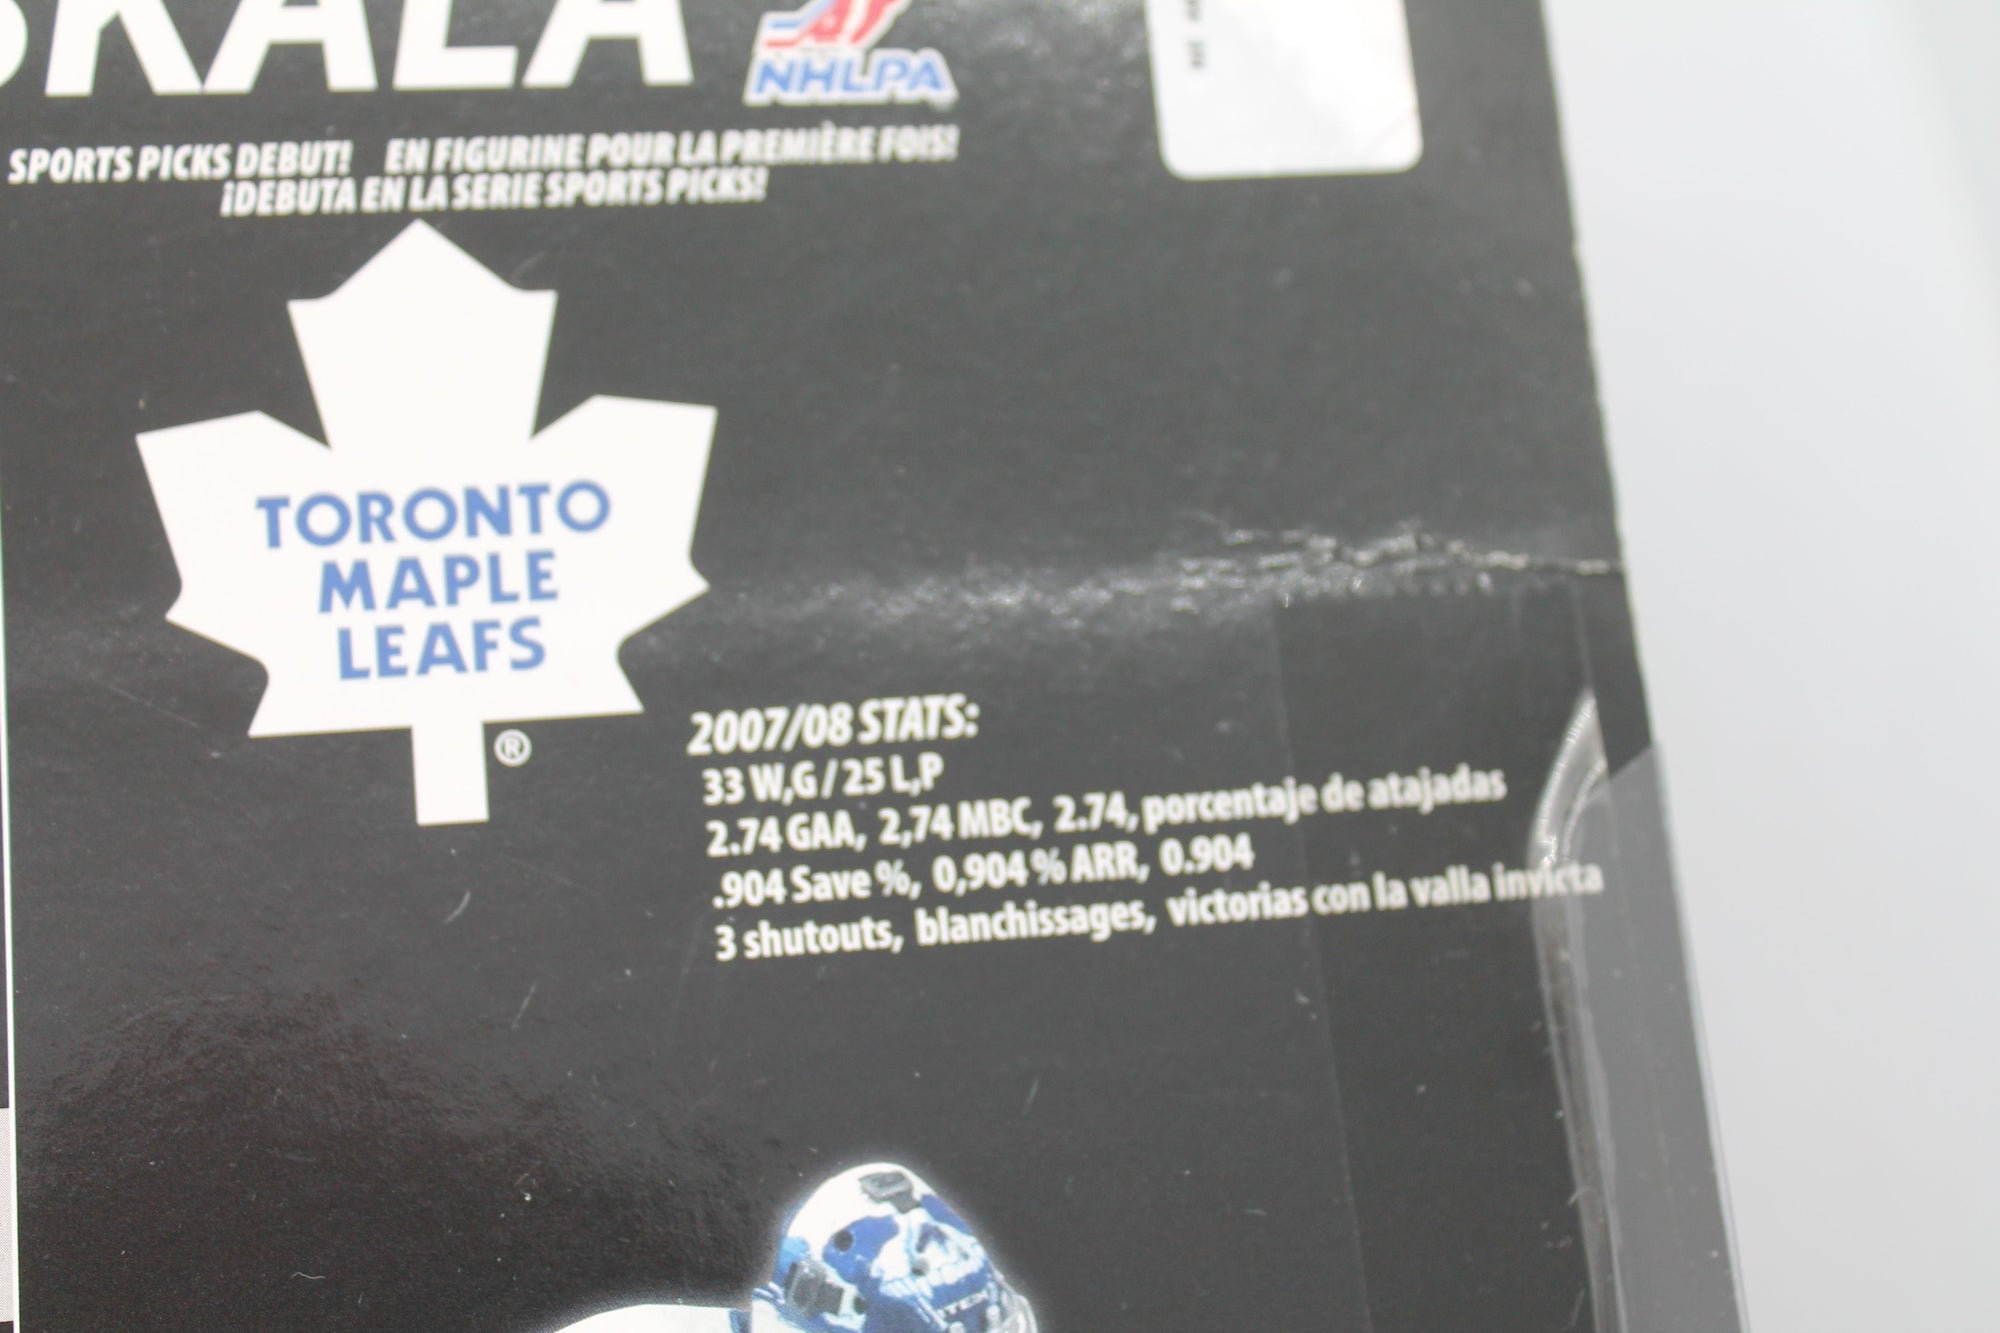 SKALA
NHLPA
SPORTS PICKS DEBUT! EN FIGURINE POUR LA PREMIÈRE FOIS!
¡DEBUTA EN LA SERIE SPORTS PICKS!
TORONTO
MAPLE
LEAFS
®
2007/08 STATS:
33 W,G / 25 L,P
2.74 GAA, 2,74 MBC, 2.74, porcentaje de atajadas
.904 Save %, 0,904 % ARR, 0.904
3 shutouts, blanchissages, victorias con la valla invicta